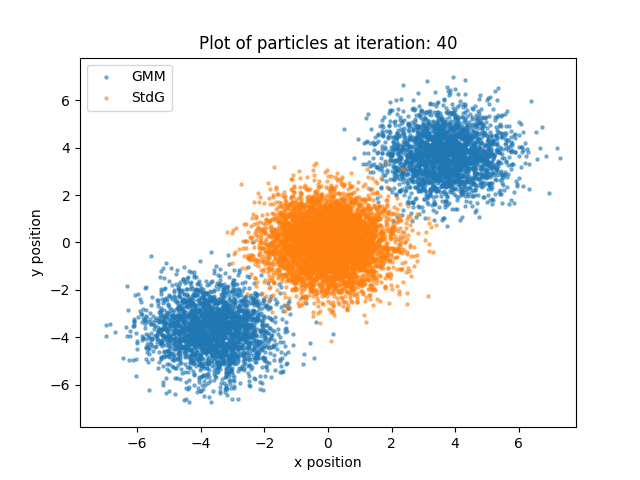 Plot of particles at iteration: 40
GMM
StdG
6
4
2
0
−2
−4
−6
y position
−6 −4 −2 0 2 4 6
x position